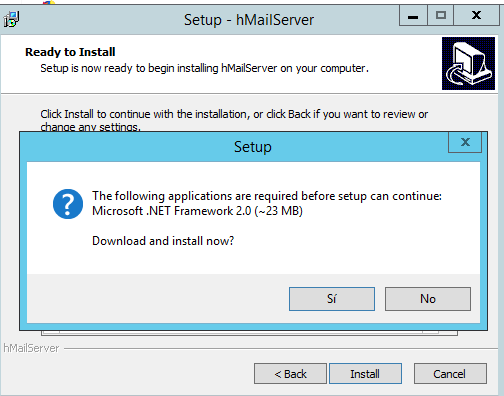 Setup - hMailServer
Ready to Install
Setup is now ready to begin installing hMailServer on your computer.
Click Install to continue with the installation, or click Back if you want to review or
change any settings.
Setup
The following applications are required before setup can continue:
Microsoft .NET Framework 2.0 (~23 MB)
Download and install now?
Sí
No
hMailServer
< Back
Install
Cancel